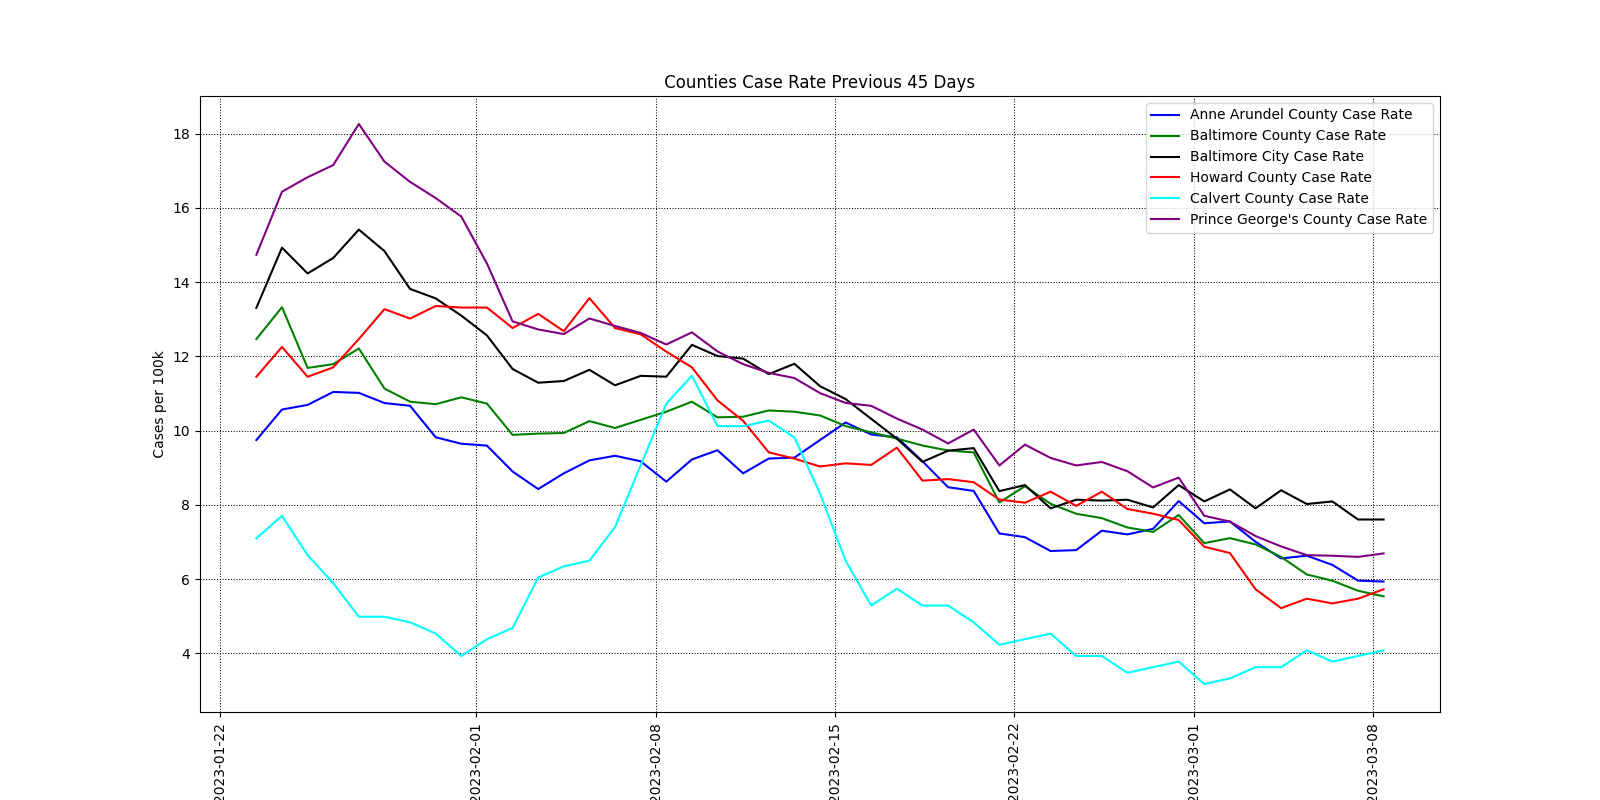 Counties Case Rate Previous 45 Days
Anne Arundel County Case Rate
Baltimore County Case Rate
Baltimore City Case Rate
Howard County Case Rate
Calvert County Case Rate
Prince George's County Case Rate
Cases per 100k
18
16
14
12
10
8
6
4
2023-01-22
2023-02-01
2023-02-08
2023-02-15
2023-02-22
2023-03-01
2023-03-08